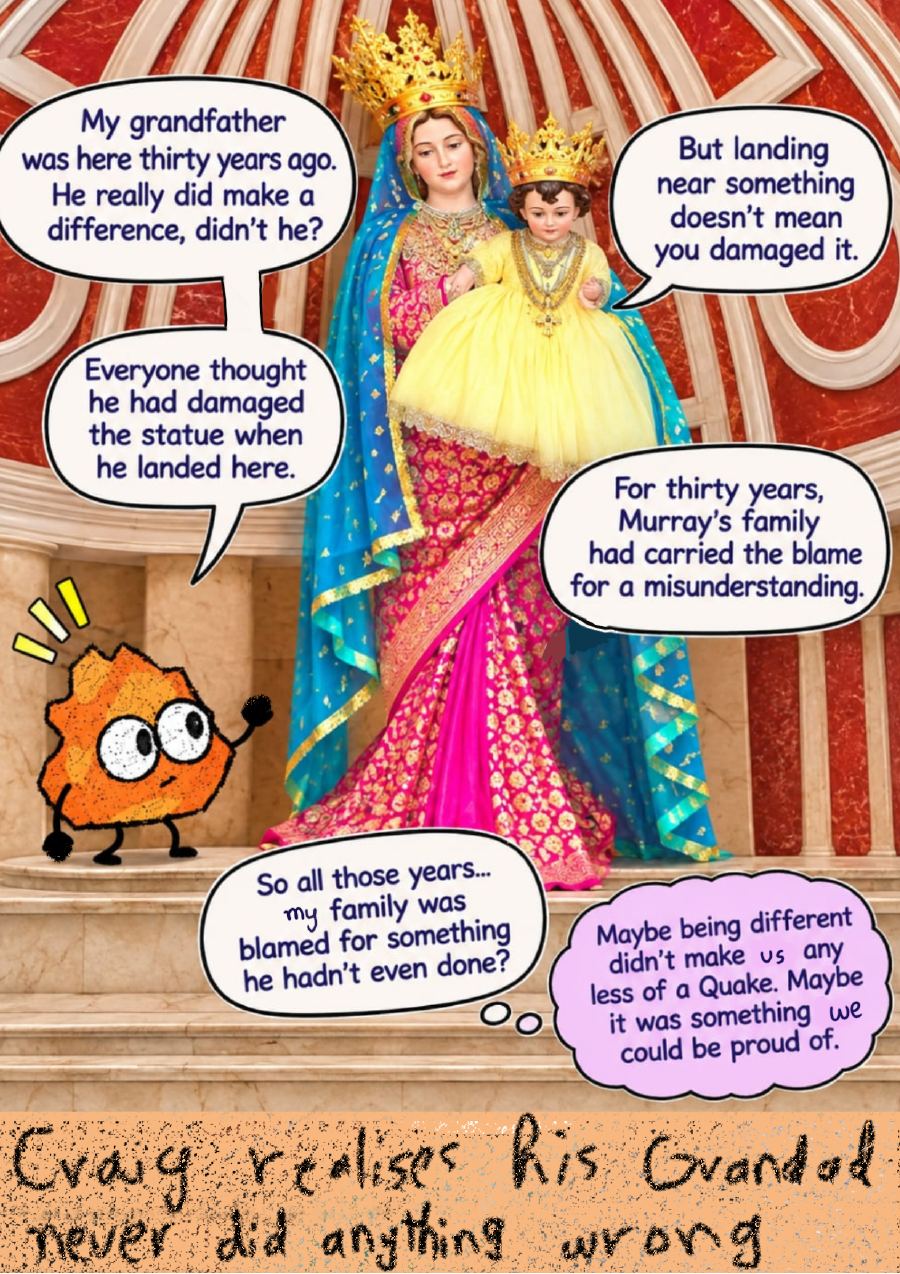 My grandfather
was here thirty years ago.
He really did make a
difference, didn't he?
Everyone thought
he had damaged
the statue when
he landed here.
But landing
near something
doesn't mean
you damaged it.
For thirty years,
Murray's family
had carried the blame
for a misunderstanding.
So all those years...
my family was
blamed for something
he hadn't even done?
Maybe being different
didn't make us any
less of a Quake. Maybe
it was something we
could be proud of.
Craig realises his Grandad
never did anything wrong